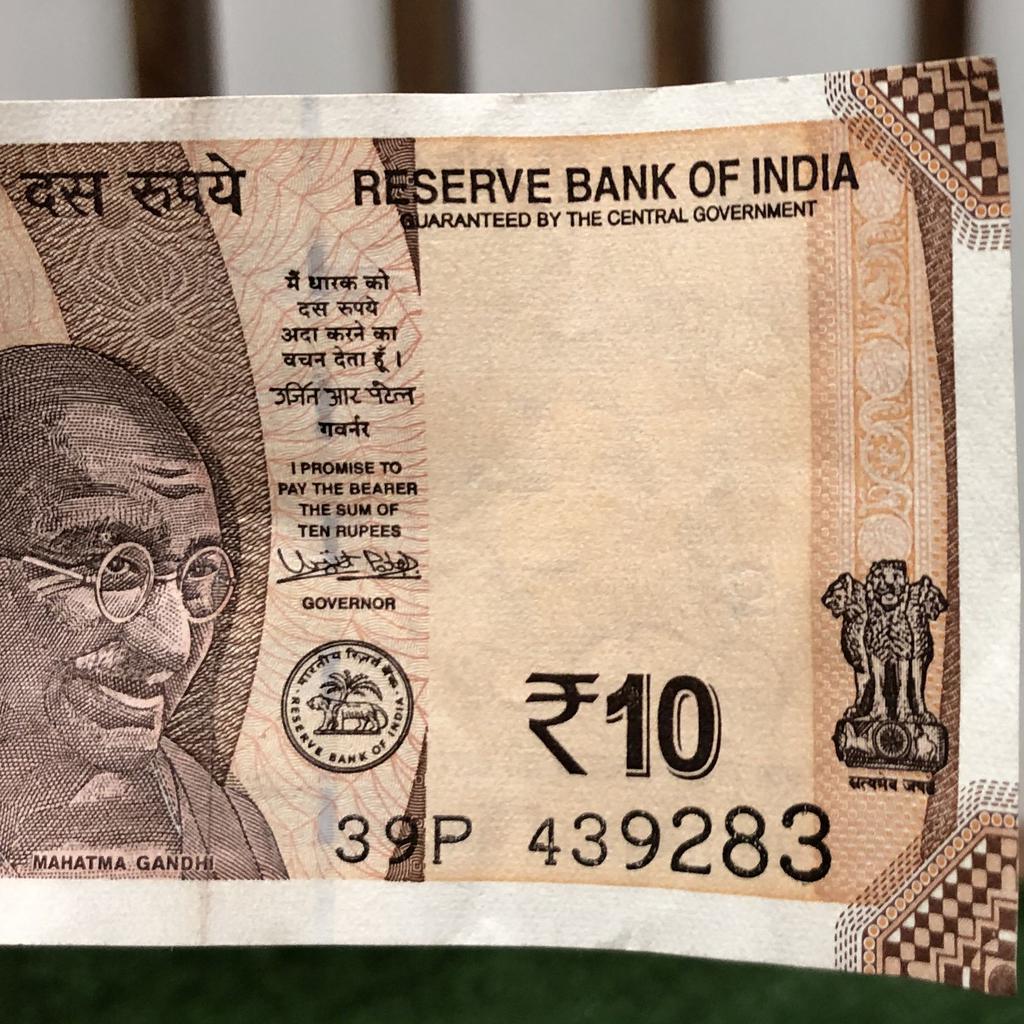 दस रुपये
RESERVE BANK OF INDIA
GUARANTEED BY THE CENTRAL GOVERNMENT
मैं धारक को
दस रुपये
अदा करने का
वचन देता हूँ ।
उर्जित आर पटेल
गवर्नर
I PROMISE TO
PAY THE BEARER
THE SUM OF
TEN RUPEES
Urjit Patel
GOVERNOR
भारतीय रिज़र्व बैंक
RESERVE BANK OF INDIA
₹10
सत्यमेव जयते
39P 439283
MAHATMA GANDHI